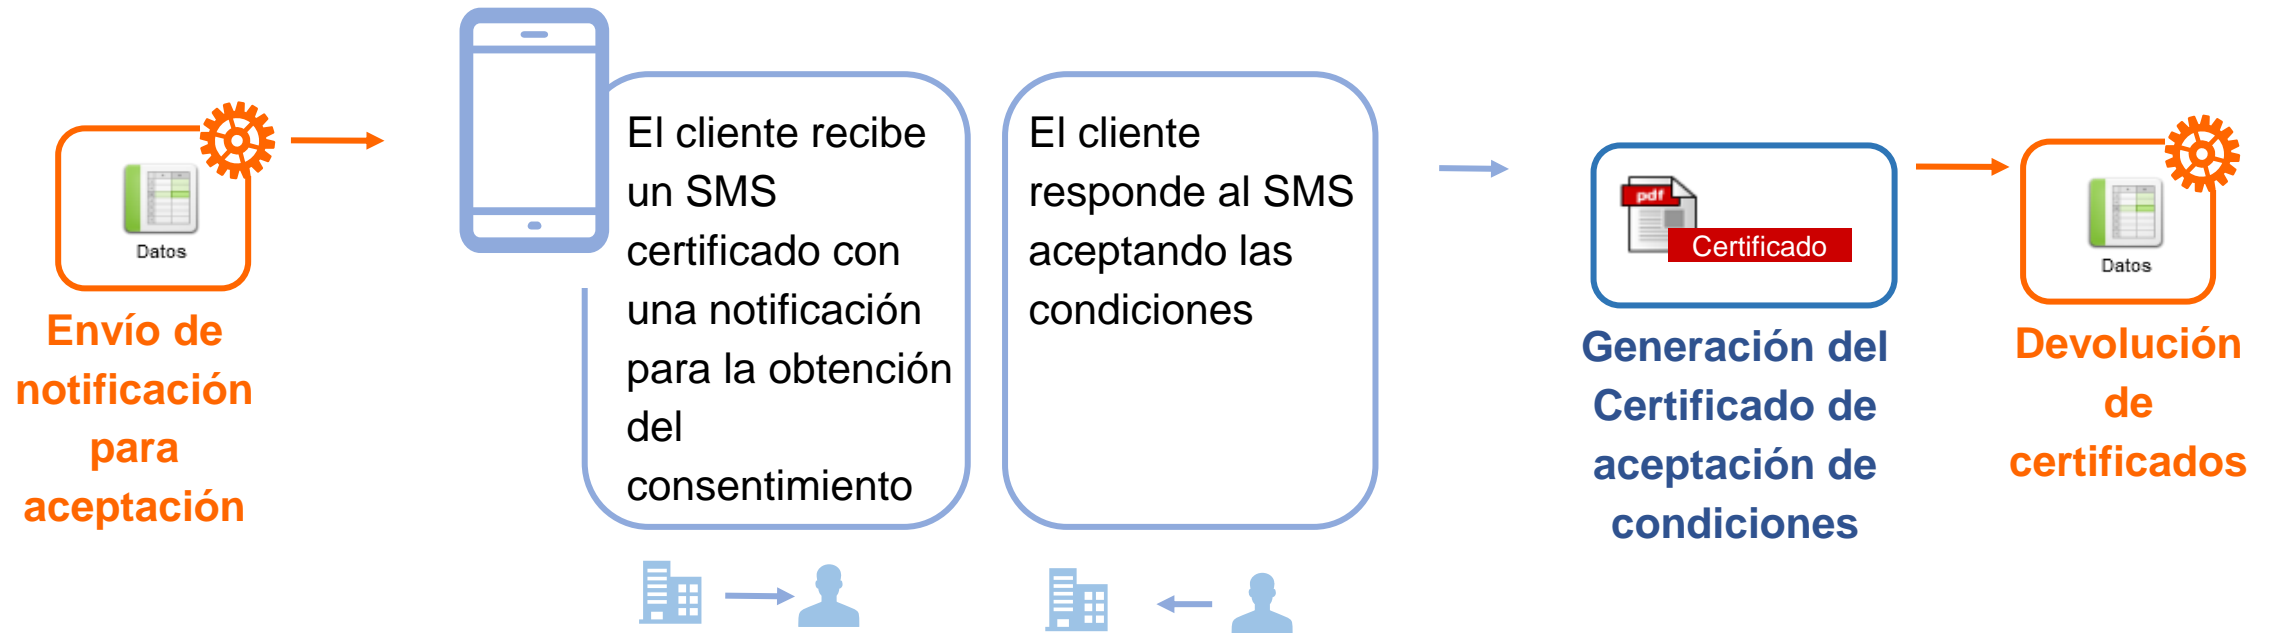 Datos
Envío de
notificación
para
aceptación
El cliente recibe
un SMS
certificado con
una notificación
para la obtención
del
consentimiento
El cliente
responde al SMS
aceptando las
condiciones
pdf
Certificado
Generación del
Certificado de
aceptación de
condiciones
Datos
Devolución
de
certificados